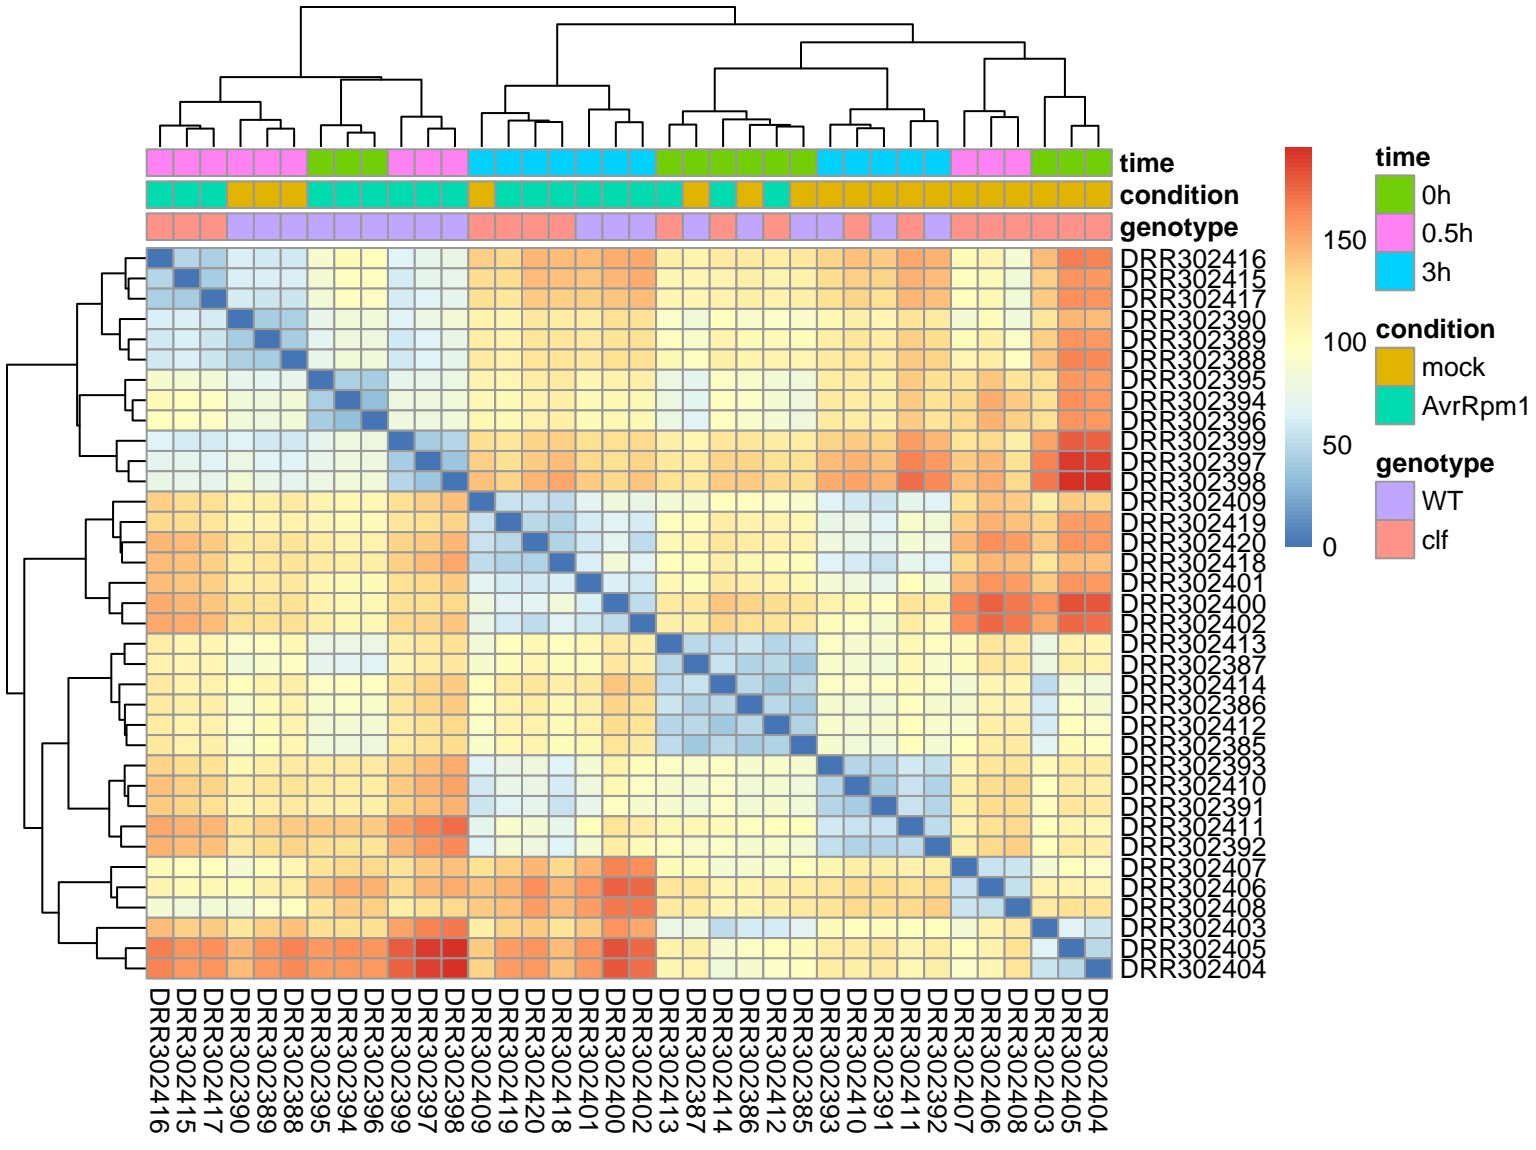 time
condition
genotype
DRR302416
DRR302415
DRR302417
DRR302390
DRR302389
DRR302388
DRR302395
DRR302394
DRR302396
DRR302399
DRR302397
DRR302398
DRR302409
DRR302419
DRR302420
DRR302418
DRR302401
DRR302400
DRR302402
DRR302413
DRR302387
DRR302414
DRR302386
DRR302412
DRR302385
DRR302393
DRR302410
DRR302391
DRR302411
DRR302392
DRR302407
DRR302406
DRR302408
DRR302403
DRR302405
DRR302404
150
100
50
0
time
0h
0.5h
3h
condition
mock
AvrRpm1
genotype
WT
clf
DRR302416
DRR302415
DRR302417
DRR302390
DRR302389
DRR302388
DRR302395
DRR302394
DRR302396
DRR302399
DRR302397
DRR302398
DRR302409
DRR302419
DRR302420
DRR302418
DRR302401
DRR302400
DRR302402
DRR302413
DRR302387
DRR302414
DRR302386
DRR302412
DRR302385
DRR302393
DRR302410
DRR302391
DRR302411
DRR302392
DRR302407
DRR302406
DRR302408
DRR302403
DRR302405
DRR302404